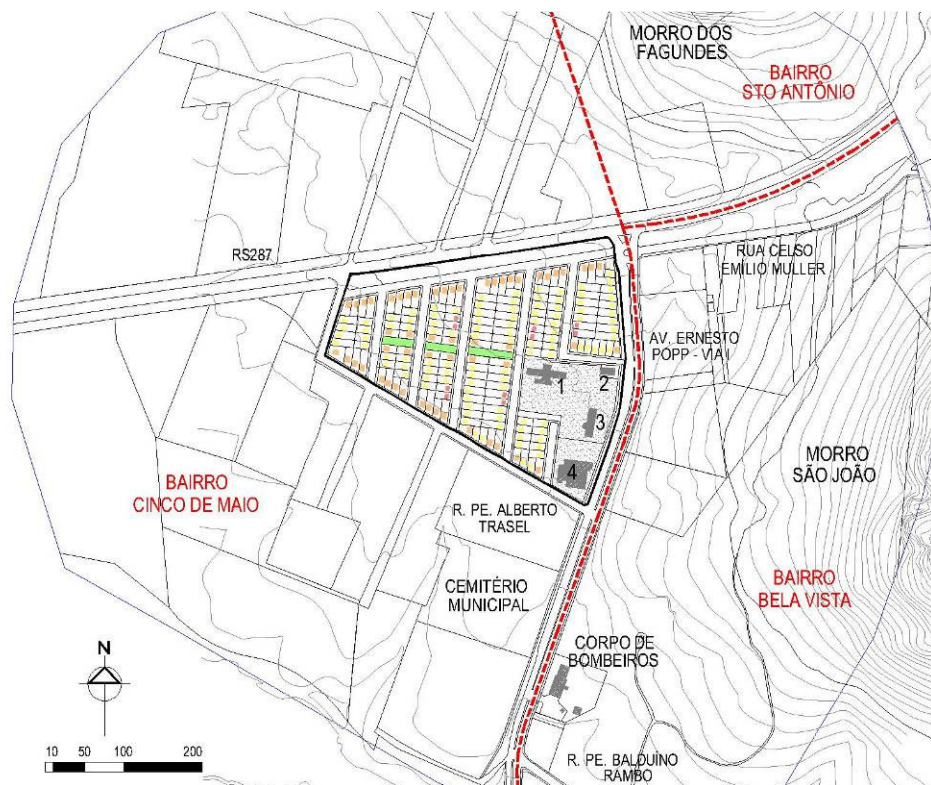 MORRO DOS
FAGUNDES
BAIRRO
STO ANTÔNIO
RS287
RUA CELSO
EMÍLIO MULLER
AV. ERNESTO
POPP - VIA I
1
2
3
4
MORRO
SÃO JOÃO
BAIRRO
CINCO DE MAIO
R. PE. ALBERTO
TRASEL
CEMITÉRIO
MUNICIPAL
BAIRRO
BELA VISTA
CORPO DE
BOMBEIROS
N
10 50 100 200
R. PE. BALDUÍNO
RAMBO